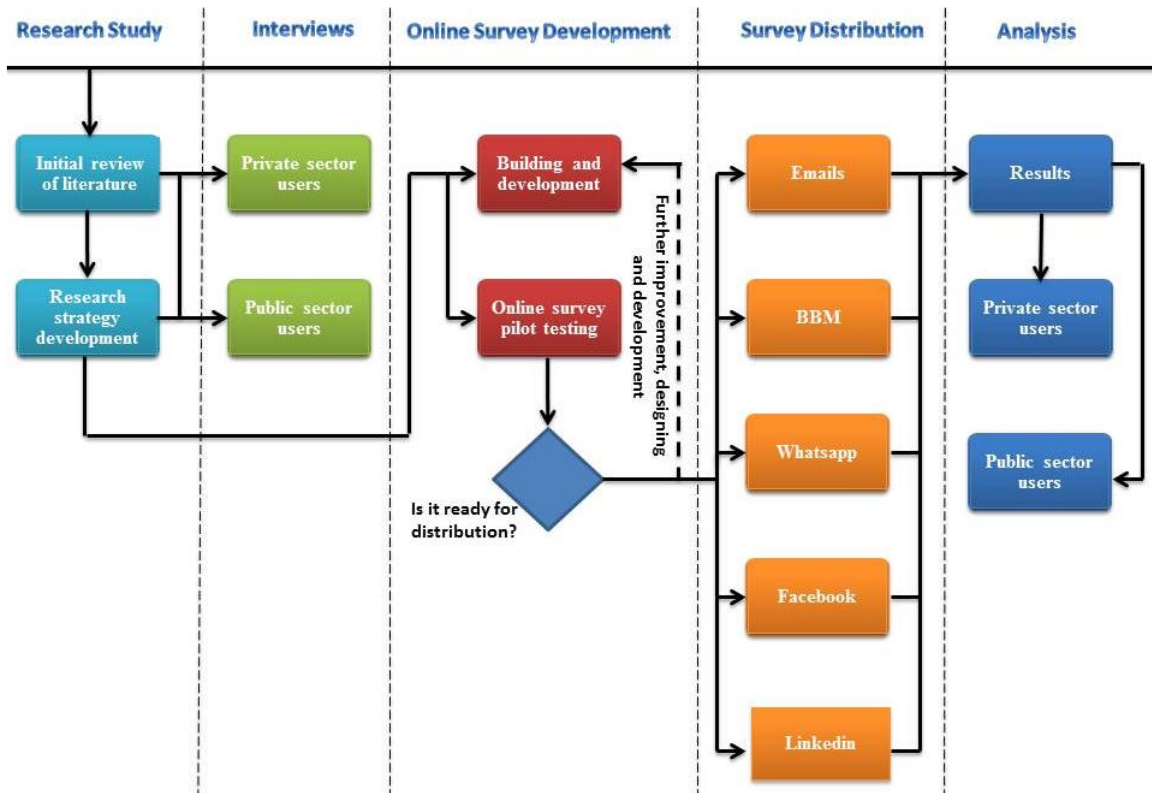 Research Study
Interviews
Online Survey Development
Survey Distribution
Analysis
Initial review
of literature
Research
strategy
development
Private sector
users
Public sector
users
Building and
development
Online survey
pilot testing
Is it ready for
distribution?
Further improvement, designing
and development
Emails
BBM
Whatsapp
Facebook
Linkedin
Results
Private sector
users
Public sector
users